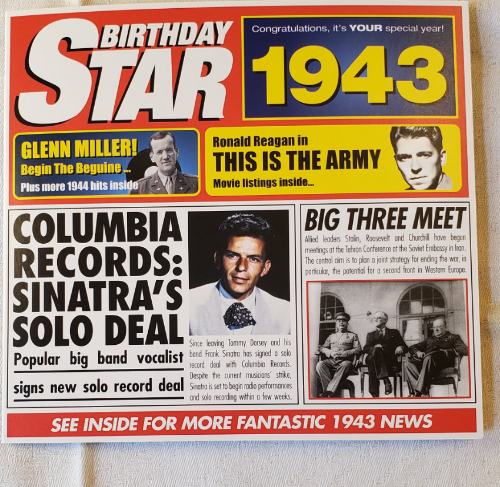 BIRTHDAY
STAR
Congratulations, it's YOUR special year!
1943
GLENN MILLER!
Begin The Beguine ...
Plus more 1944 hits inside
Ronald Reagan in
THIS IS THE ARMY
Movie listings inside...
COLUMBIA
RECORDS:
SINATRA'S
SOLO DEAL
Popular big band vocalist
signs new solo record deal
Since leaving Tommy Dorsey and his
band Frank Sinatra has signed a solo
record deal with Columbia Records.
Despite the current musicians' strike,
Sinatra is set to begin radio performances
and solo recording within a few weeks.
BIG THREE MEET
Allied leaders Stalin, Roosevelt and Churchill have begun
meetings at the Tehran Conference at the Soviet Embassy in Iran.
The central aim is to plan a joint strategy for ending the war, in
particular, the potential for a second front in Western Europe.
SEE INSIDE FOR MORE FANTASTIC 1943 NEWS